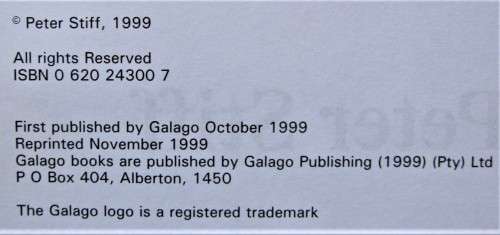 © Peter Stiff, 1999
All rights Reserved
ISBN 0 620 24300 7
First published by Galago October 1999
Reprinted November 1999
Galago books are published by Galago Publishing (1999) (Pty) Ltd
P O Box 404, Alberton, 1450
The Galago logo is a registered trademark